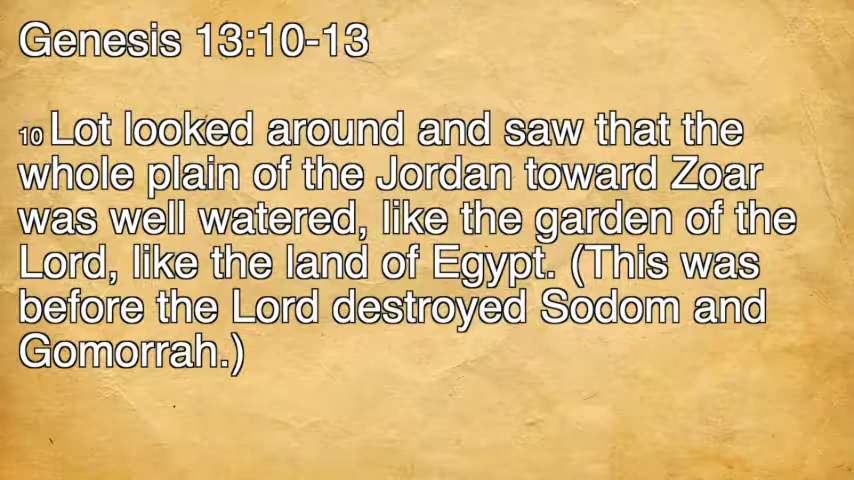 Genesis 13:10-13
10 Lot looked around and saw that the
whole plain of the Jordan toward Zoar
was well watered, like the garden of the
Lord, like the land of Egypt. (This was
before the Lord destroyed Sodom and
Gomorrah.)